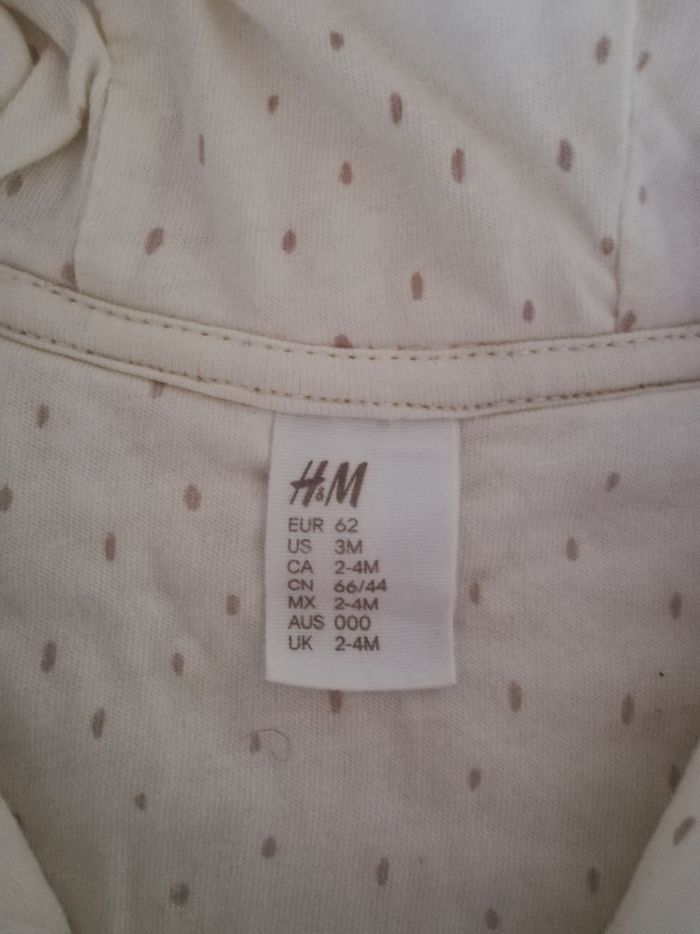 H&M
EUR 62
US 3M
CA 2-4M
CN 66/44
MX 2-4M
AUS 000
UK 2-4M